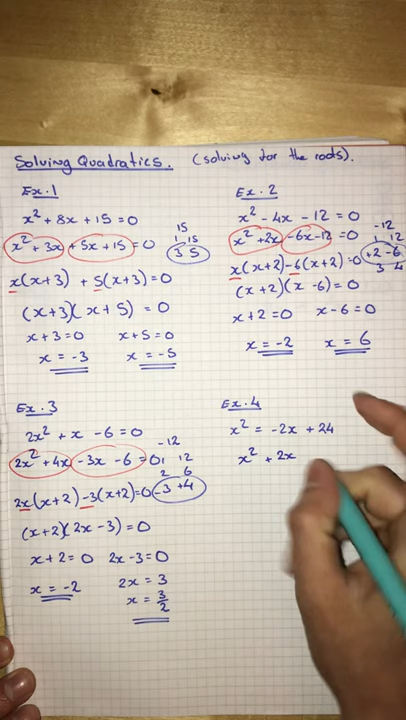 Solving Quadratics. (solving for the roots).
Ex.1
x² + 8x + 15 = 0
15
1 15
3 5
x² + 3x + 5x + 15 = 0
x(x+3) + 5(x+3) = 0
(x+3)(x+5) = 0
x+3=0 x+5=0
x = -3 x = -5
Ex.2
x² - 4x - 12 = 0
-12
1 12
+2 -6
3 4
x² + 2x - 6x - 12 = 0
x(x+2) - 6(x+2) = 0
(x+2)(x-6) = 0
x+2=0 x-6=0
x = -2 x = 6
Ex.3
2x² + x - 6 = 0
-12
1 12
2 6
-3 +4
2x² + 4x - 3x - 6 = 0
2x(x+2) - 3(x+2) = 0
(x+2)(2x-3) = 0
x+2=0 2x-3=0
x = -2 2x = 3
x = 3/2
Ex.4
x² = -2x + 24
x² + 2x